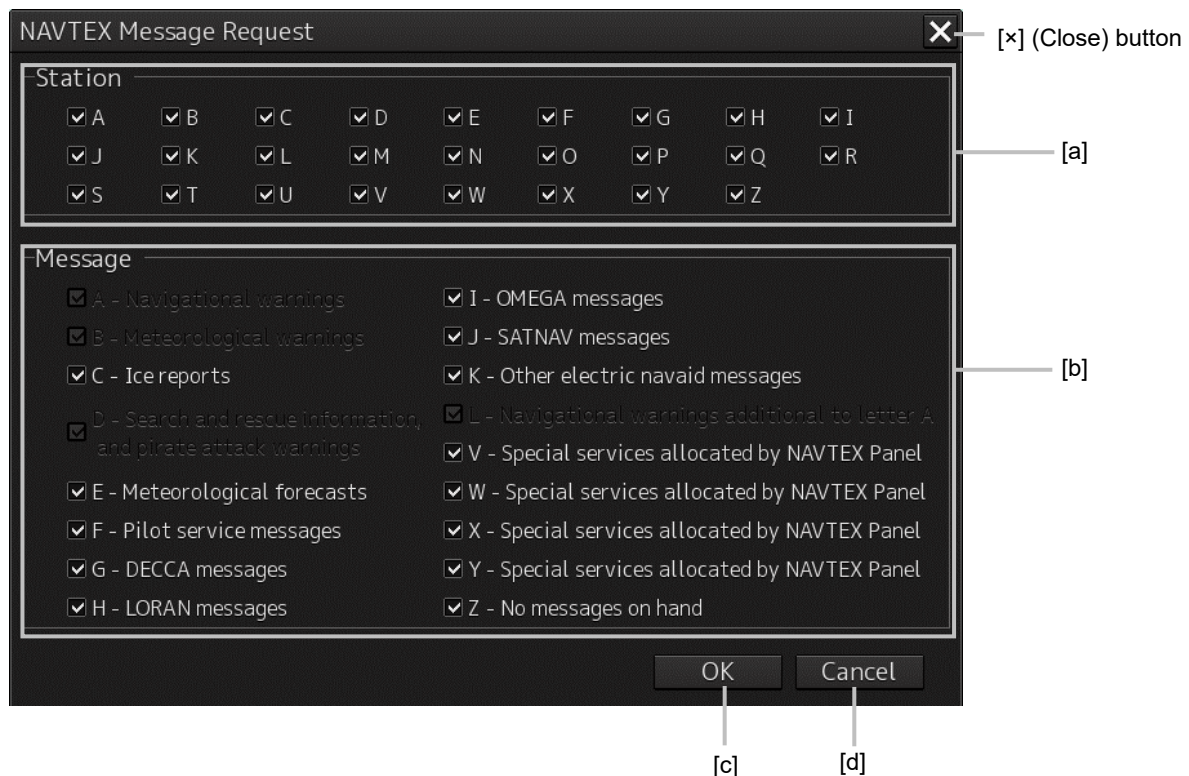 NAVTEX Message Request
[×] (Close) button
Station
A B C D E F G H I
J K L M N O P Q R
S T U V W X Y Z
[a]
Message
A - Navigational warnings
B - Meteorological warnings
C - Ice reports
D - Search and rescue information,
and pirate attack warnings
E - Meteorological forecasts
F - Pilot service messages
G - DECCA messages
H - LORAN messages
I - OMEGA messages
J - SATNAV messages
K - Other electric navaid messages
L - Navigational warnings additional to letter A
V - Special services allocated by NAVTEX Panel
W - Special services allocated by NAVTEX Panel
X - Special services allocated by NAVTEX Panel
Y - Special services allocated by NAVTEX Panel
Z - No messages on hand
[b]
OK Cancel
[c] [d]